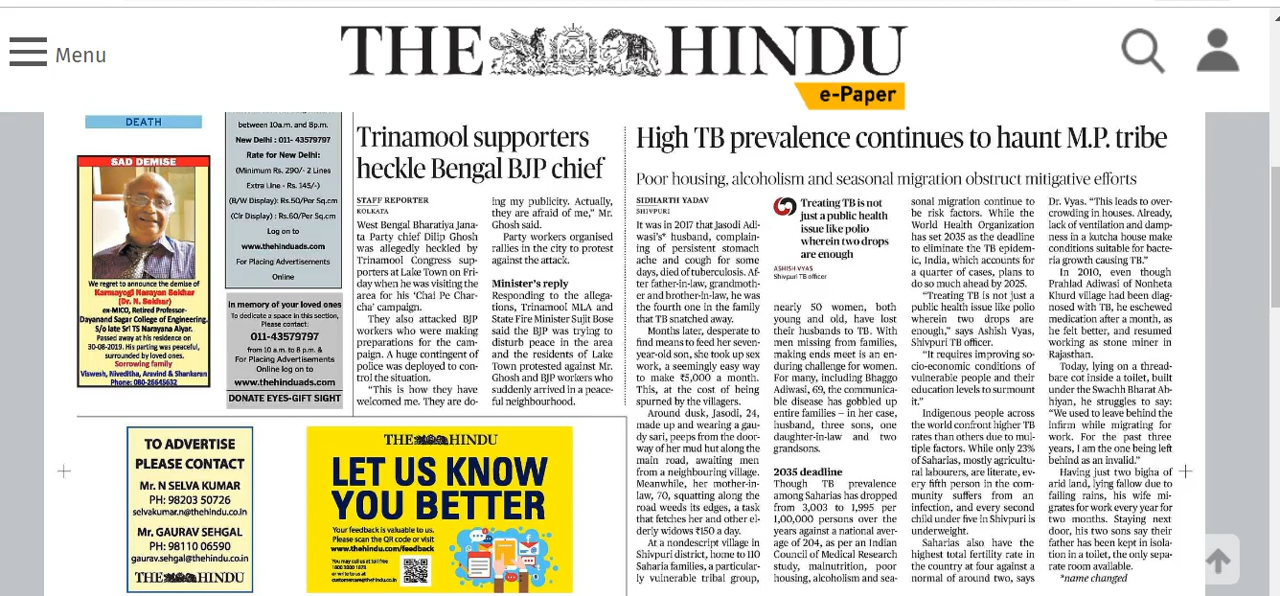 Menu
THE HINDU
e-Paper
DEATH
SAD DEMISE
We regret to announce the demise of
Karmayogi Narayan Sekhar
(Dr. N. Sekhar)
ex-MICO, Retired Professor-
Dayanand Sagar College of Engineering.
S/o late Sri TS Narayana Aiyar.
Passed away at his residence on
30-08-2019. His parting was peaceful,
surrounded by loved ones.
Sorrowing family
Viswesh, Niveditha, Aravind & Shankaran
Phone: 080-26645632
between 10a.m. and 8p.m.
New Delhi : 011- 43579797
Rate for New Delhi:
(Minimum Rs. 290/- 2 Lines
Extra Line - Rs. 145/-)
(B/W Display): Rs.50/Per Sq.cm
(Clr Display) : Rs.60/Per Sq.cm
Log on to
www.thehinduads.com
For Placing Advertisements
Online
In memory of your loved ones
To dedicate a space in this section,
Please contact:
011-43579797
from 10 a.m. to 8 p.m. &
For Placing Advertisements
Online log on to
www.thehinduads.com
DONATE EYES-GIFT SIGHT
Trinamool supporters
heckle Bengal BJP chief
STAFF REPORTER
KOLKATA
West Bengal Bharatiya Jana-
ta Party chief Dilip Ghosh
was allegedly heckled by
Trinamool Congress sup-
porters at Lake Town on Fri-
day when he was visiting the
area for his 'Chai Pe Char-
cha' campaign.
They also attacked BJP
workers who were making
preparations for the cam-
paign. A huge contingent of
police was deployed to con-
trol the situation.
"This is how they have
welcomed me. They are do-
ing my publicity. Actually,
they are afraid of me," Mr.
Ghosh said.
Party workers organised
rallies in the city to protest
against the attack.
Minister's reply
Responding to the allega-
tions, Trinamool MLA and
State Fire Minister Sujit Bose
said the BJP was trying to
disturb peace in the area
and the residents of Lake
Town protested against Mr.
Ghosh and BJP workers who
suddenly arrived in a peace-
ful neighbourhood.
High TB prevalence continues to haunt M.P. tribe
Poor housing, alcoholism and seasonal migration obstruct mitigative efforts
SIDHARTH YADAV
SHIVPURI
It was in 2017 that Jasodi Adi-
wasi's* husband, complain-
ing of persistent stomach
ache and cough for some
days, died of tuberculosis. Af-
ter father-in-law, grandmoth-
er and brother-in-law, he was
the fourth one in the family
that TB snatched away.
Months later, desperate to
find means to feed her seven-
year-old son, she took up sex
work, a seemingly easy way
to make ₹5,000 a month.
This, at the cost of being
spurned by the villagers.
Around dusk, Jasodi, 24,
made up and wearing a gau-
dy sari, peeps from the door-
way of her mud hut along the
main road, awaiting men
from a neighbouring village.
Meanwhile, her mother-in-
law, 70, squatting along the
road weeds its edges, a task
that fetches her and other el-
derly widows ₹150 a day.
At a nondescript village in
Shivpuri district, home to 110
Saharia families, a particular-
ly vulnerable tribal group,
Treating TB is not
just a public health
issue like polio
wherein two drops
are enough
ASHISH VYAS
Shivpuri TB officer
nearly 50 women, both
young and old, have lost
their husbands to TB. With
men missing from families,
making ends meet is an en-
during challenge for women.
For many, including Bhaggo
Adiwasi, 69, the communica-
ble disease has gobbled up
entire families – in her case,
husband, three sons, one
daughter-in-law and two
grandsons.
2035 deadline
Though TB prevalence
among Saharias has dropped
from 3,003 to 1,995 per
1,00,000 persons over the
years against a national aver-
age of 204, as per an Indian
Council of Medical Research
study, malnutrition, poor
housing, alcoholism and sea-
sonal migration continue to
be risk factors. While the
World Health Organization
has set 2035 as the deadline
to eliminate the TB epidem-
ic, India, which accounts for
a quarter of cases, plans to
do so much ahead by 2025.
"Treating TB is not just a
public health issue like polio
wherein two drops are
enough," says Ashish Vyas,
Shivpuri TB officer.
"It requires improving so-
cio-economic conditions of
vulnerable people and their
education levels to surmount
it."
Indigenous people across
the world confront higher TB
rates than others due to mul-
tiple factors. While only 23%
of Saharias, mostly agricultu-
ral labourers, are literate, ev-
ery fifth person in the com-
munity suffers from an
infection, and every second
child under five in Shivpuri is
underweight.
Saharias also have the
highest total fertility rate in
the country at four against a
normal of around two, says
Dr. Vyas. "This leads to over-
crowding in houses. Already,
lack of ventilation and damp-
ness in a kutcha house make
conditions suitable for bacte-
ria growth causing TB."
In 2010, even though
Prahlad Adiwasi of Nonheta
Khurd village had been diag-
nosed with TB, he eschewed
medication after a month, as
he felt better, and resumed
working as stone miner in
Rajasthan.
Today, lying on a thread-
bare cot inside a toilet, built
under the Swachh Bharat Ab-
hiyan, he struggles to say:
"We used to leave behind the
infirm while migrating for
work. For the past three
years, I am the one being left
behind as an invalid."
Having just two bigha of
arid land, lying fallow due to
failing rains, his wife mi-
grates for work every year for
two months. Staying next
door, his two sons say their
father has been kept in isola-
tion in a toilet, the only sepa-
rate room available.
*name changed
TO ADVERTISE
PLEASE CONTACT
Mr. N SELVA KUMAR
PH: 98203 50726
selvakumar.n@thehindu.co.in
Mr. GAURAV SEHGAL
PH: 98110 06590
gaurav.sehgal@thehindu.co.in
THE HINDU
THE HINDU
LET US KNOW
YOU BETTER
Your feedback is valuable to us.
Please scan the QR code or visit
www.thehindu.com/feedback
You may call us at toll free
1800 3000 1878
or write to us at
customercare@thehindu.co.in